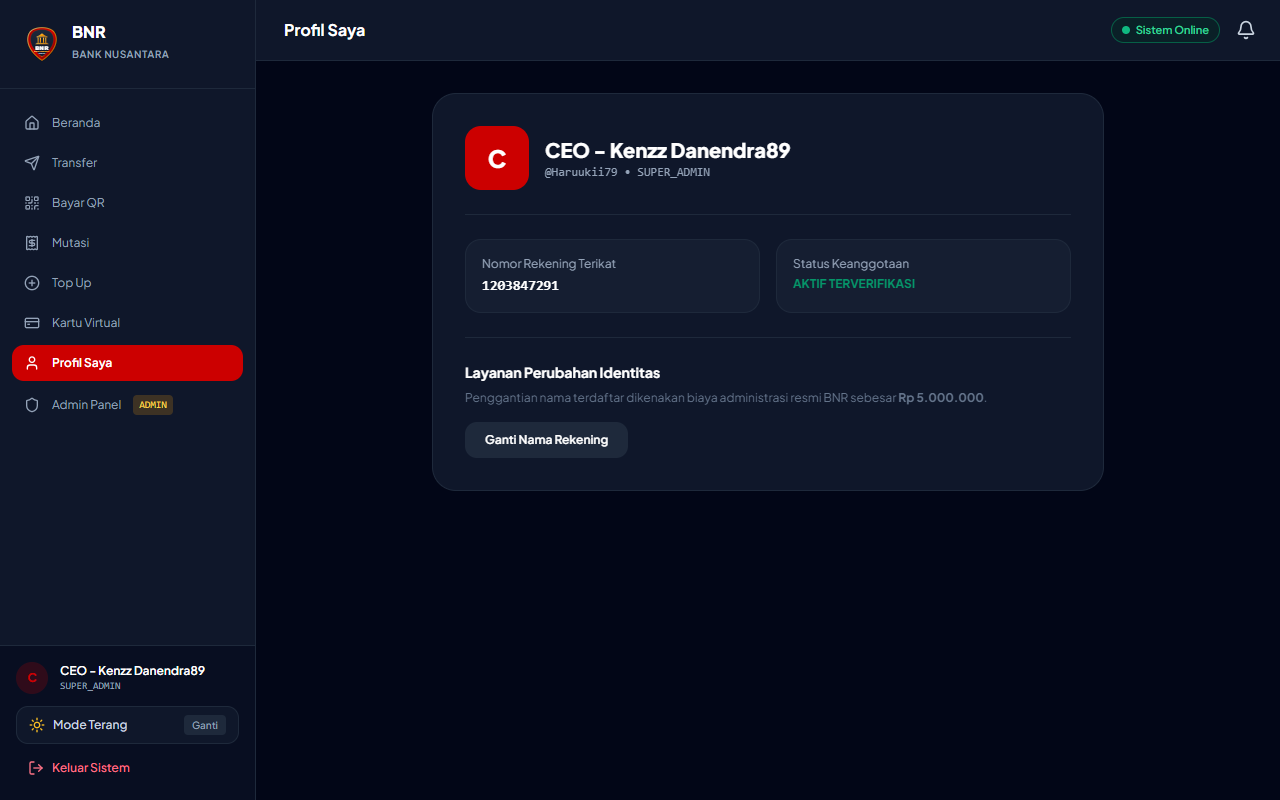 BNR
BNR
BANK NUSANTARA
Beranda
Transfer
Bayar QR
Mutasi
Top Up
Kartu Virtual
Profil Saya
Admin Panel ADMIN
C CEO - Kenzz Danendra89
SUPER_ADMIN
Mode Terang Ganti
Keluar Sistem
Profil Saya
Sistem Online
C
CEO - Kenzz Danendra89
@Haruukii79 • SUPER_ADMIN
Nomor Rekening Terikat
1203847291
Status Keanggotaan
AKTIF TERVERIFIKASI
Layanan Perubahan Identitas
Penggantian nama terdaftar dikenakan biaya administrasi resmi BNR sebesar Rp 5.000.000.
Ganti Nama Rekening